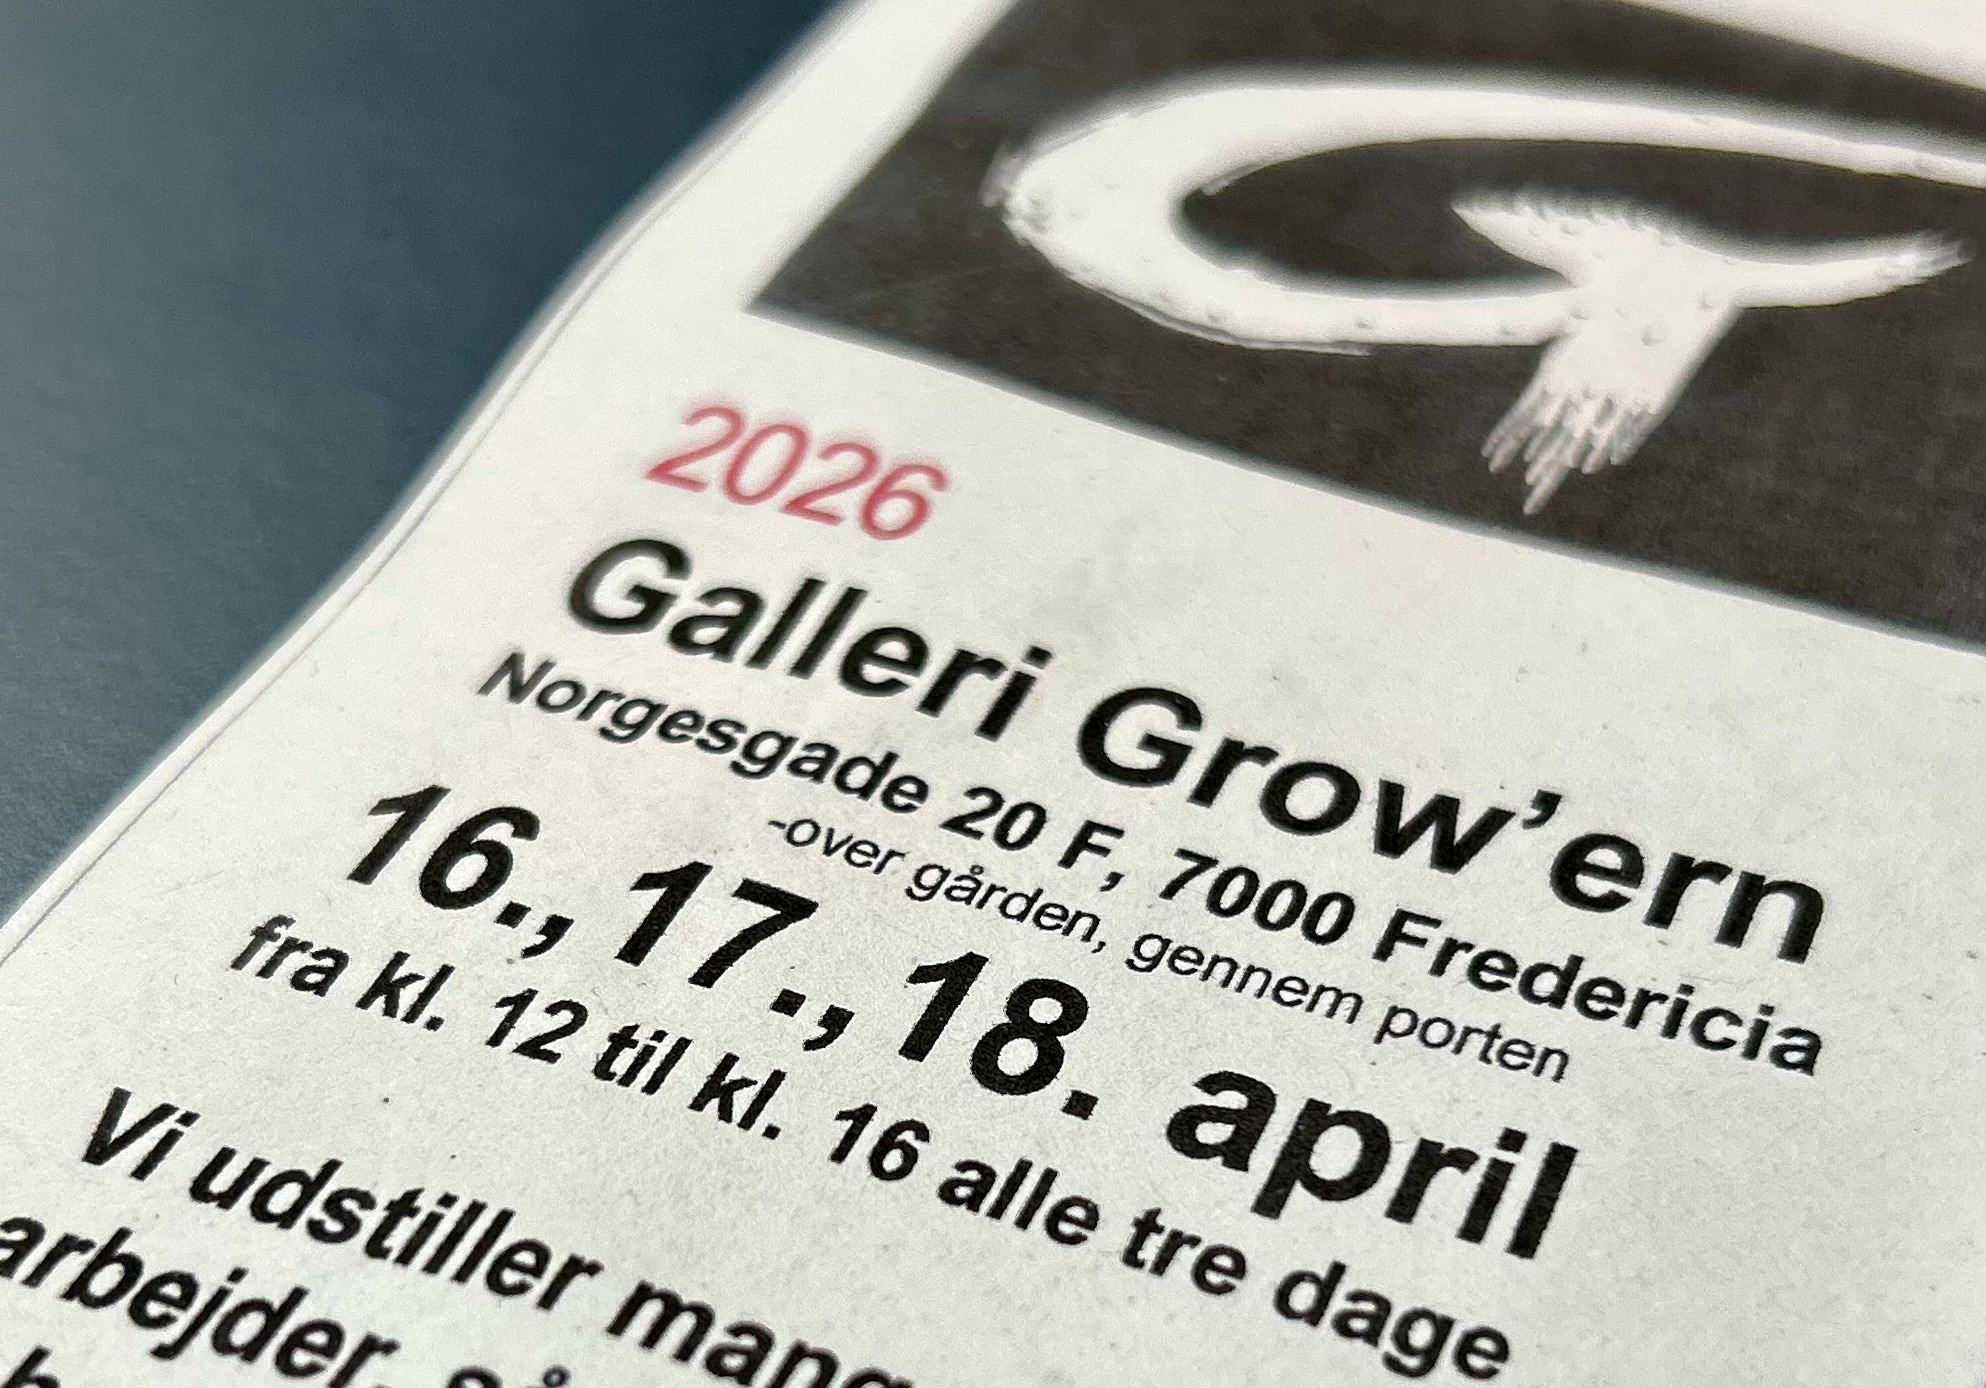 G
2026
Galleri Grow’ern
Norgesgade 20 F, 7000 Fredericia
-over gården, gennem porten
16., 17., 18. april
fra kl. 12 til kl. 16 alle tre dage
Vi udstiller
arbejder,